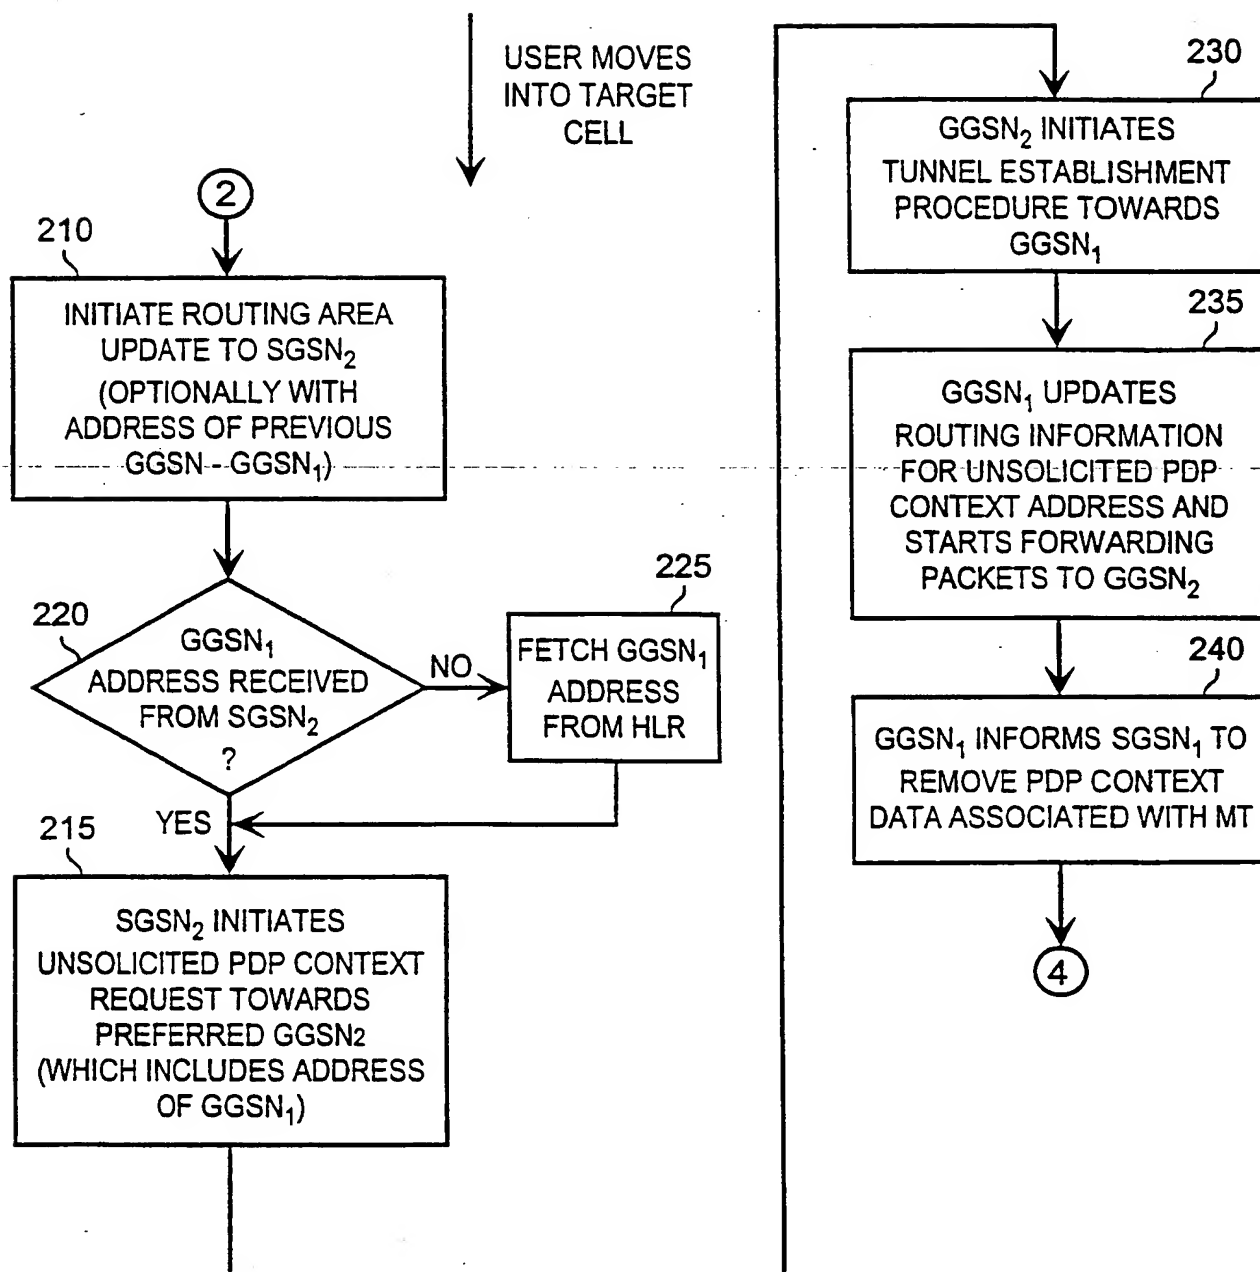 USER MOVES
INTO TARGET
CELL
2
210
INITIATE ROUTING AREA
UPDATE TO SGSN₂
(OPTIONALLY WITH
ADDRESS OF PREVIOUS
GGSN - GGSN₁)
220
GGSN₁
ADDRESS RECEIVED
FROM SGSN₂
?
NO
225
FETCH GGSN₁
ADDRESS
FROM HLR
YES
215
SGSN₂ INITIATES
UNSOLICITED PDP CONTEXT
REQUEST TOWARDS
PREFERRED GGSN2
(WHICH INCLUDES ADDRESS
OF GGSN₁)
230
GGSN₂ INITIATES
TUNNEL ESTABLISHMENT
PROCEDURE TOWARDS
GGSN₁
235
GGSN₁ UPDATES
ROUTING INFORMATION
FOR UNSOLICITED PDP
CONTEXT ADDRESS AND
STARTS FORWARDING
PACKETS TO GGSN₂
240
GGSN₁ INFORMS SGSN₁ TO
REMOVE PDP CONTEXT
DATA ASSOCIATED WITH MT
4